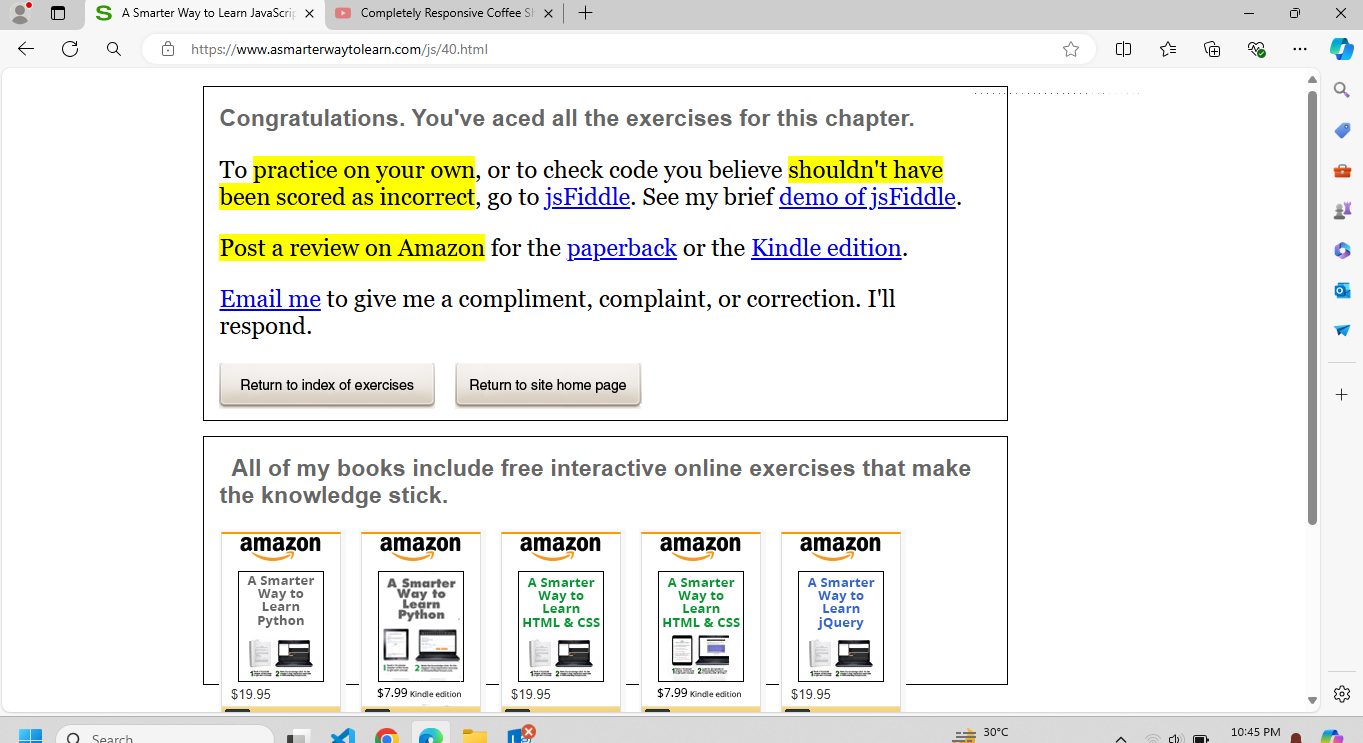 A Smarter Way to Learn JavaScrip
Completely Responsive Coffee Sh
https://www.asmarterwaytolearn.com/js/40.html
Congratulations. You've aced all the exercises for this chapter.
To practice on your own, or to check code you believe shouldn't have
been scored as incorrect, go to jsFiddle. See my brief demo of jsFiddle.
Post a review on Amazon for the paperback or the Kindle edition.
Email me to give me a compliment, complaint, or correction. I'll
respond.
Return to index of exercises
Return to site home page
All of my books include free interactive online exercises that make
the knowledge stick.
amazon
A Smarter
Way to
Learn
Python
$19.95
amazon
A Smarter
Way to
Learn
Python
$7.99 Kindle edition
amazon
A Smarter
Way to
Learn
HTML & CSS
$19.95
amazon
A Smarter
Way to
Learn
HTML & CSS
$7.99 Kindle edition
amazon
A Smarter
Way to
Learn
jQuery
$19.95
Search
30°C
10:45 PM